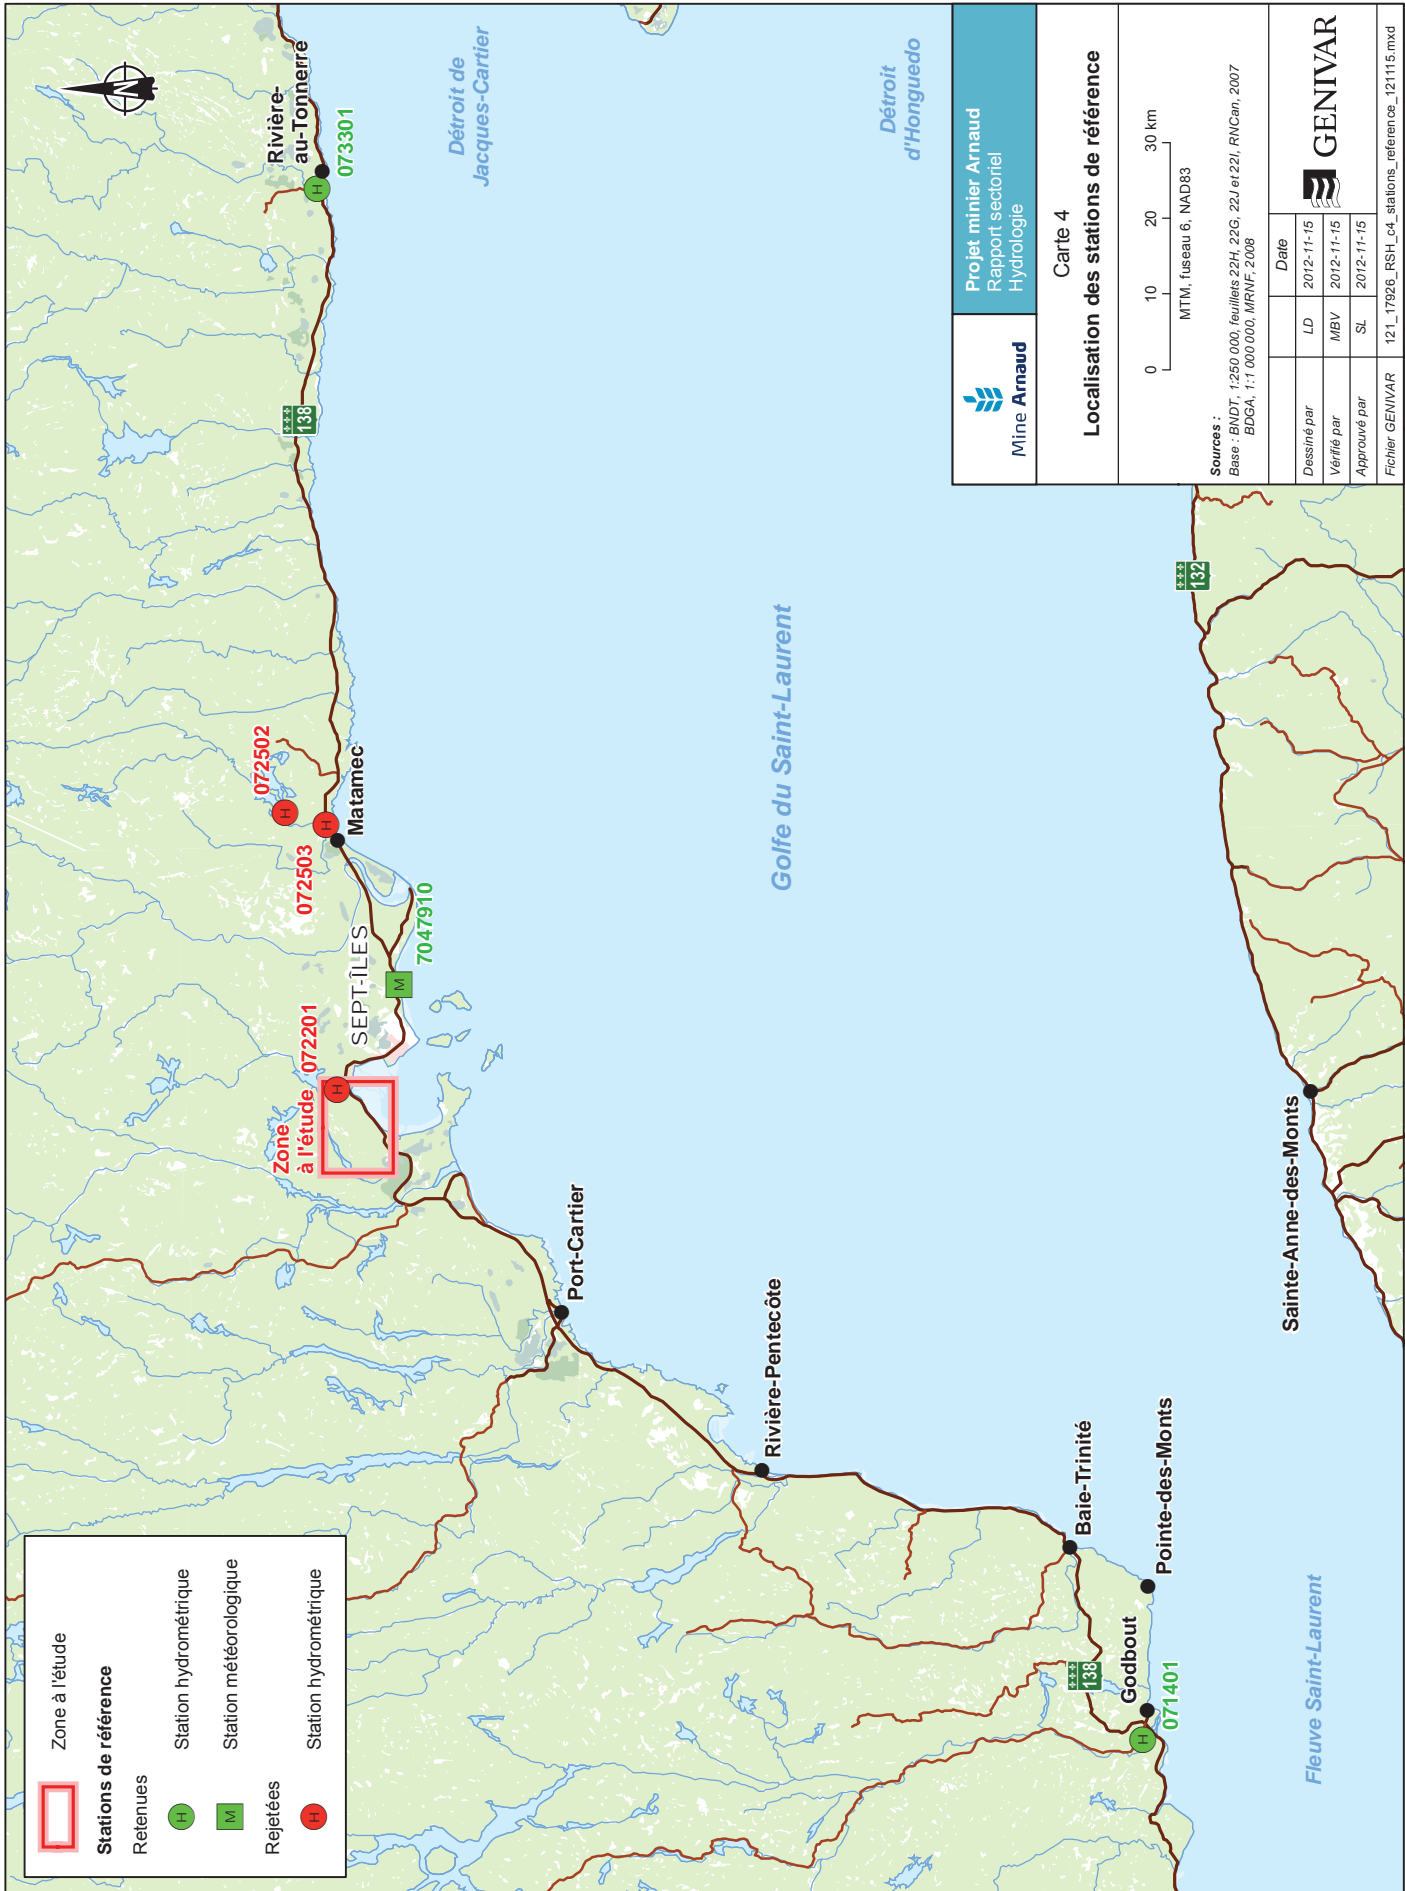 Zone à l'étude
Stations de référence
Retenues
H
Station hydrométrique
M
Station météorologique
Rejetées
H
Station hydrométrique
N
Rivière-
au-Tonnerre
H
073301
138
Détroit de
Jacques-Cartier
Détroit
d'Honguedo
072502
H
H
072503
Matamec
SEPT-ÎLES
M
7047910
Zone
à l'étude
072201
H
Port-Cartier
Rivière-Pentecôte
Golfe du Saint-Laurent
Baie-Trinité
Pointe-des-Monts
138
Godbout
H
071401
Fleuve Saint-Laurent
Sainte-Anne-des-Monts
132
Mine Arnaud
Projet minier Arnaud
Rapport sectoriel
Hydrologie
Carte 4
Localisation des stations de référence
0 10 20 30 km
MTM, fuseau 6, NAD83
Sources :
Base : BNDT, 1:250 000, feuillets 22H, 22G, 22J et 22I, RNCan, 2007
BDGA, 1:1 000 000, MRNF, 2008
Date
Dessiné par LD 2012-11-15
Vérifié par MBV 2012-11-15
Approuvé par SL 2012-11-15
GENIVAR
Fichier GENIVAR 121_17926_RSH_c4_stations_reference_121115.mxd